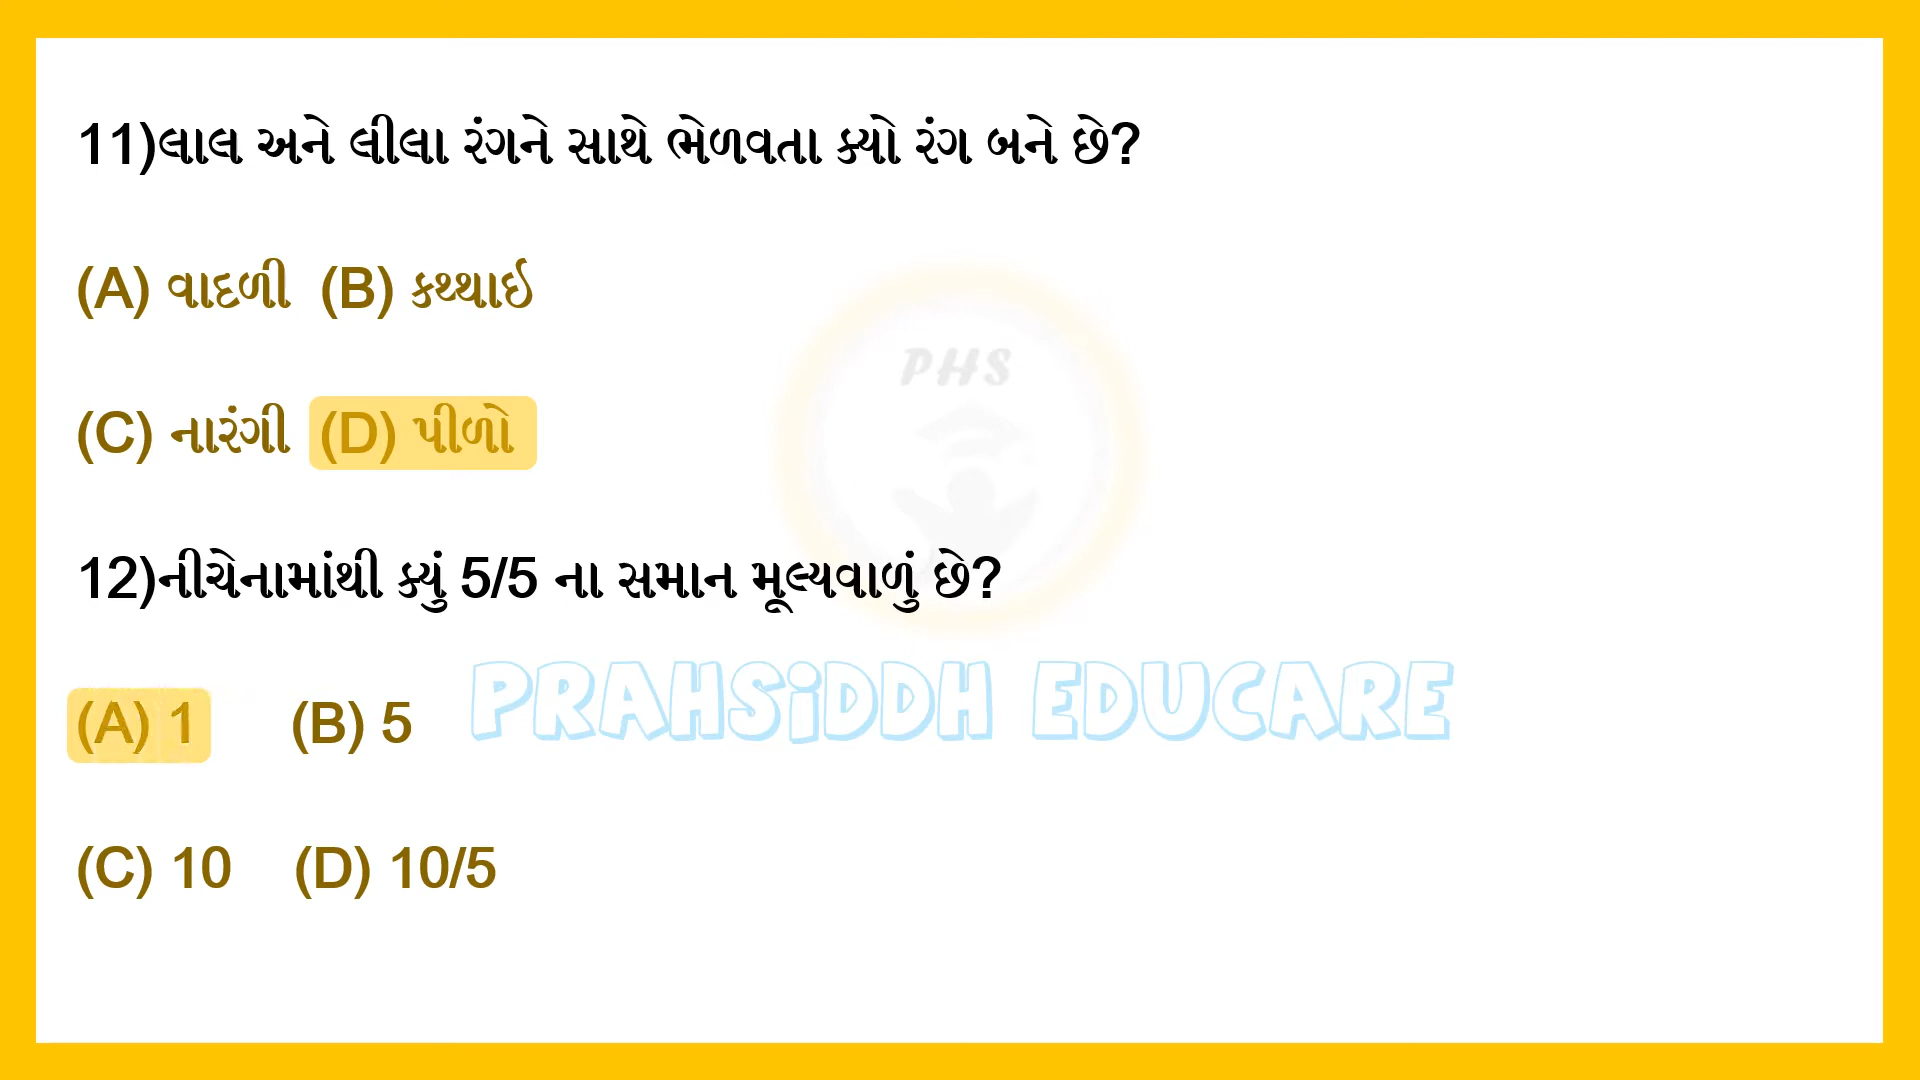 11)લાલ અને લીલા રંગને સાથે ભેળવતા ક્યો રંગ બને છે?
(A) વાદળી (B) કથ્થાઈ
PHS
(C) નારંગી (D) પીળો
12)નીચેનામાંથી ક્યું 5/5 ના સમાન મૂલ્યવાળું છે?
(A) 1 (B) 5
PRAHSiDDH EDUCARE
(C) 10 (D) 10/5